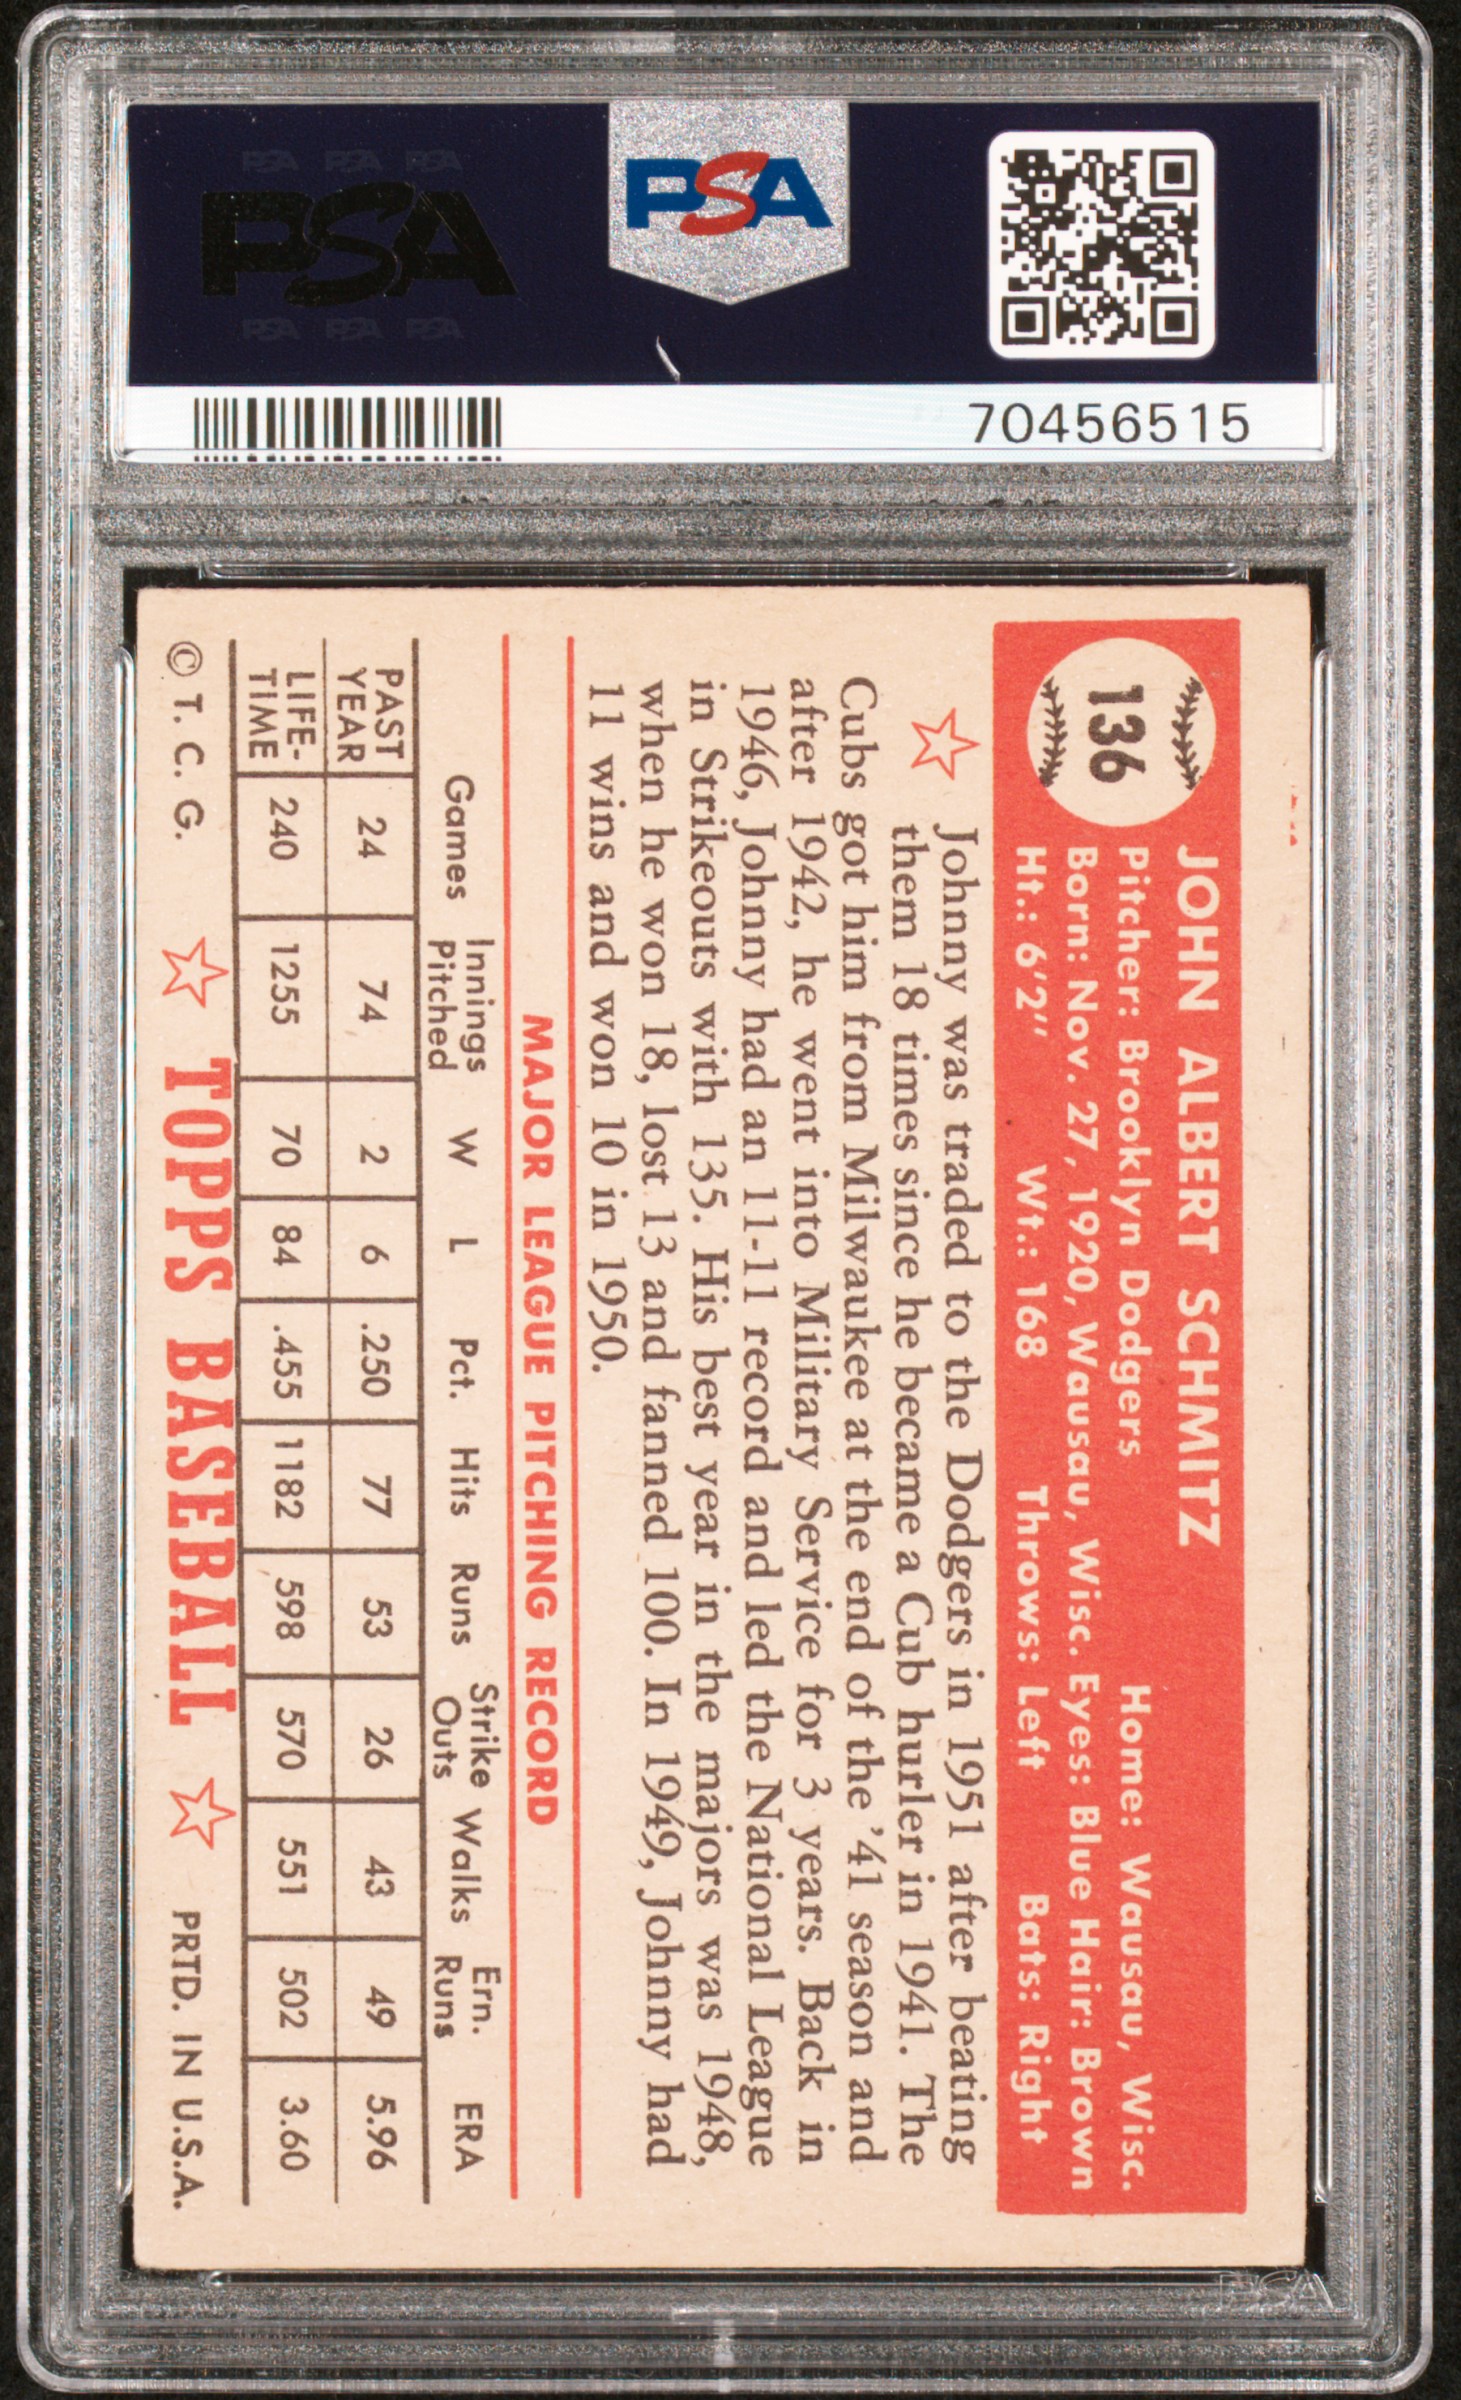 PSA PSA PSA
PSA
PSA PSA PSA
PSA
70456515
136
JOHN ALBERT SCHMITZ
Pitcher: Brooklyn Dodgers Home: Wausau, Wisc.
Born: Nov. 27, 1920, Wausau, Wisc. Eyes: Blue Hair: Brown
Ht.: 6'2" Wt.: 168 Throws: Left Bats: Right
Johnny was traded to the Dodgers in 1951 after beating
them 18 times since he became a Cub hurler in 1941. The
Cubs got him from Milwaukee at the end of the '41 season and
after 1942, he went into Military Service for 3 years. Back in
1946, Johnny had an 11-11 record and led the National League
in Strikeouts with 135. His best year in the majors was 1948,
when he won 18, lost 13 and fanned 100. In 1949, Johnny had
11 wins and won 10 in 1950.
MAJOR LEAGUE PITCHING RECORD
Games Innings Pitched W L Pct. Hits Runs Strike Outs Walks Ern. Runs ERA
PAST YEAR 24 74 2 6 .250 77 53 26 43 49 5.96
LIFE-TIME 240 1255 70 84 .455 1182 598 570 551 502 3.60
© T. C. G. TOPPS BASEBALL PRTD. IN U.S.A.
PSA